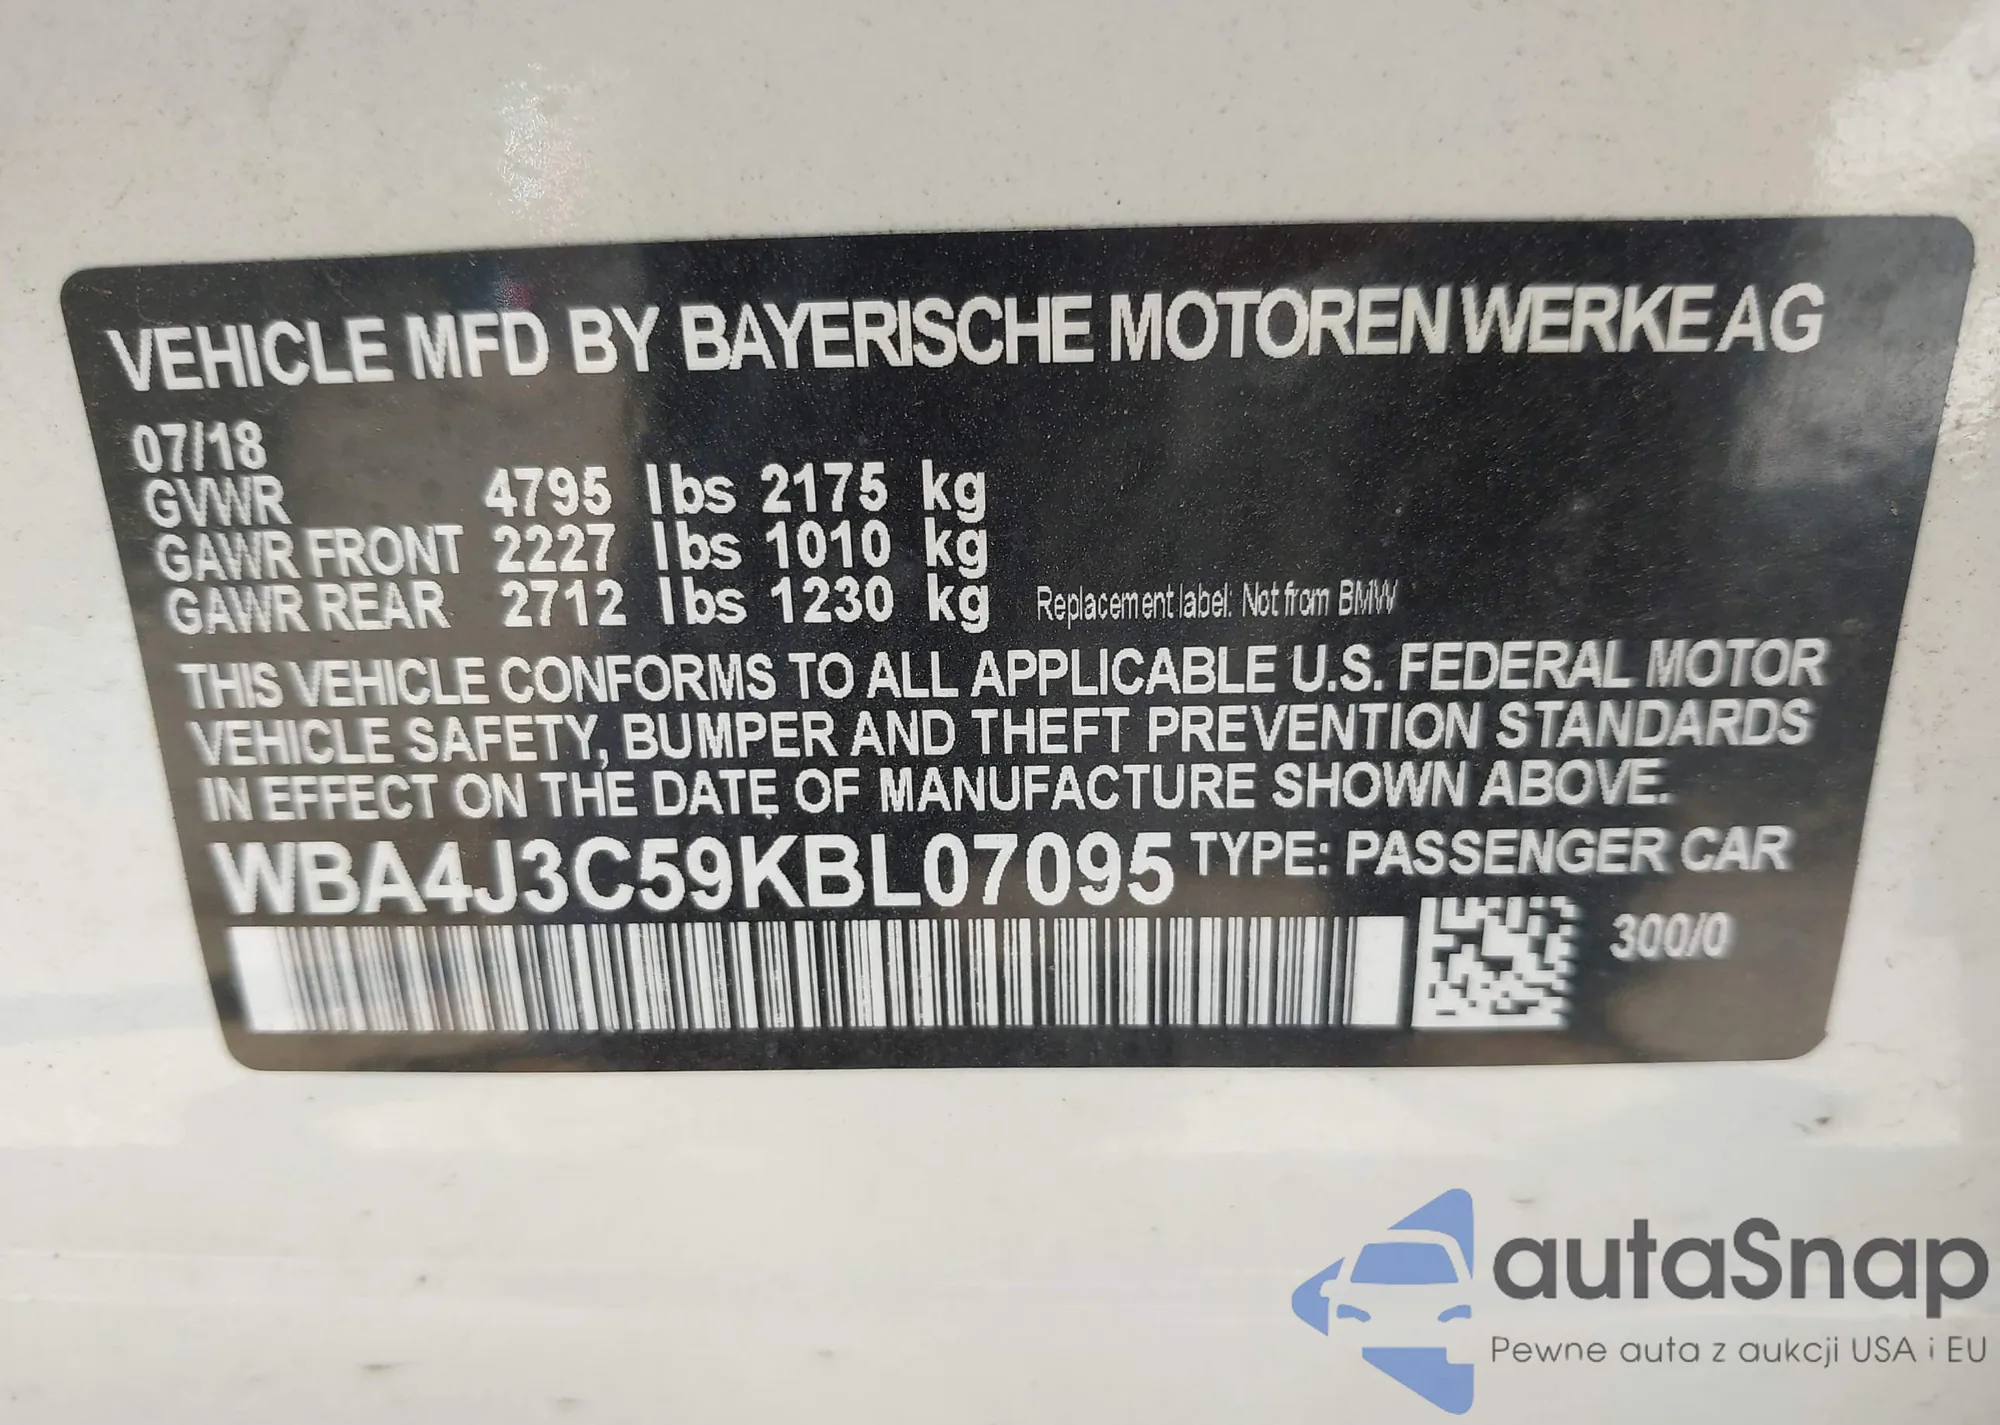 VEHICLE MFD BY BAYERISCHE MOTOREN WERKE AG
07/18
GVWR 4795 lbs 2175 kg
GAWR FRONT 2227 lbs 1010 kg
GAWR REAR 2712 lbs 1230 kg Replacement label: Not from BMW
THIS VEHICLE CONFORMS TO ALL APPLICABLE U.S. FEDERAL MOTOR
VEHICLE SAFETY, BUMPER AND THEFT PREVENTION STANDARDS
IN EFFECT ON THE DATE OF MANUFACTURE SHOWN ABOVE.
WBA4J3C59KBL07095 TYPE: PASSENGER CAR
300/0
autaSnap
Pewne auta z aukcji USA i EU